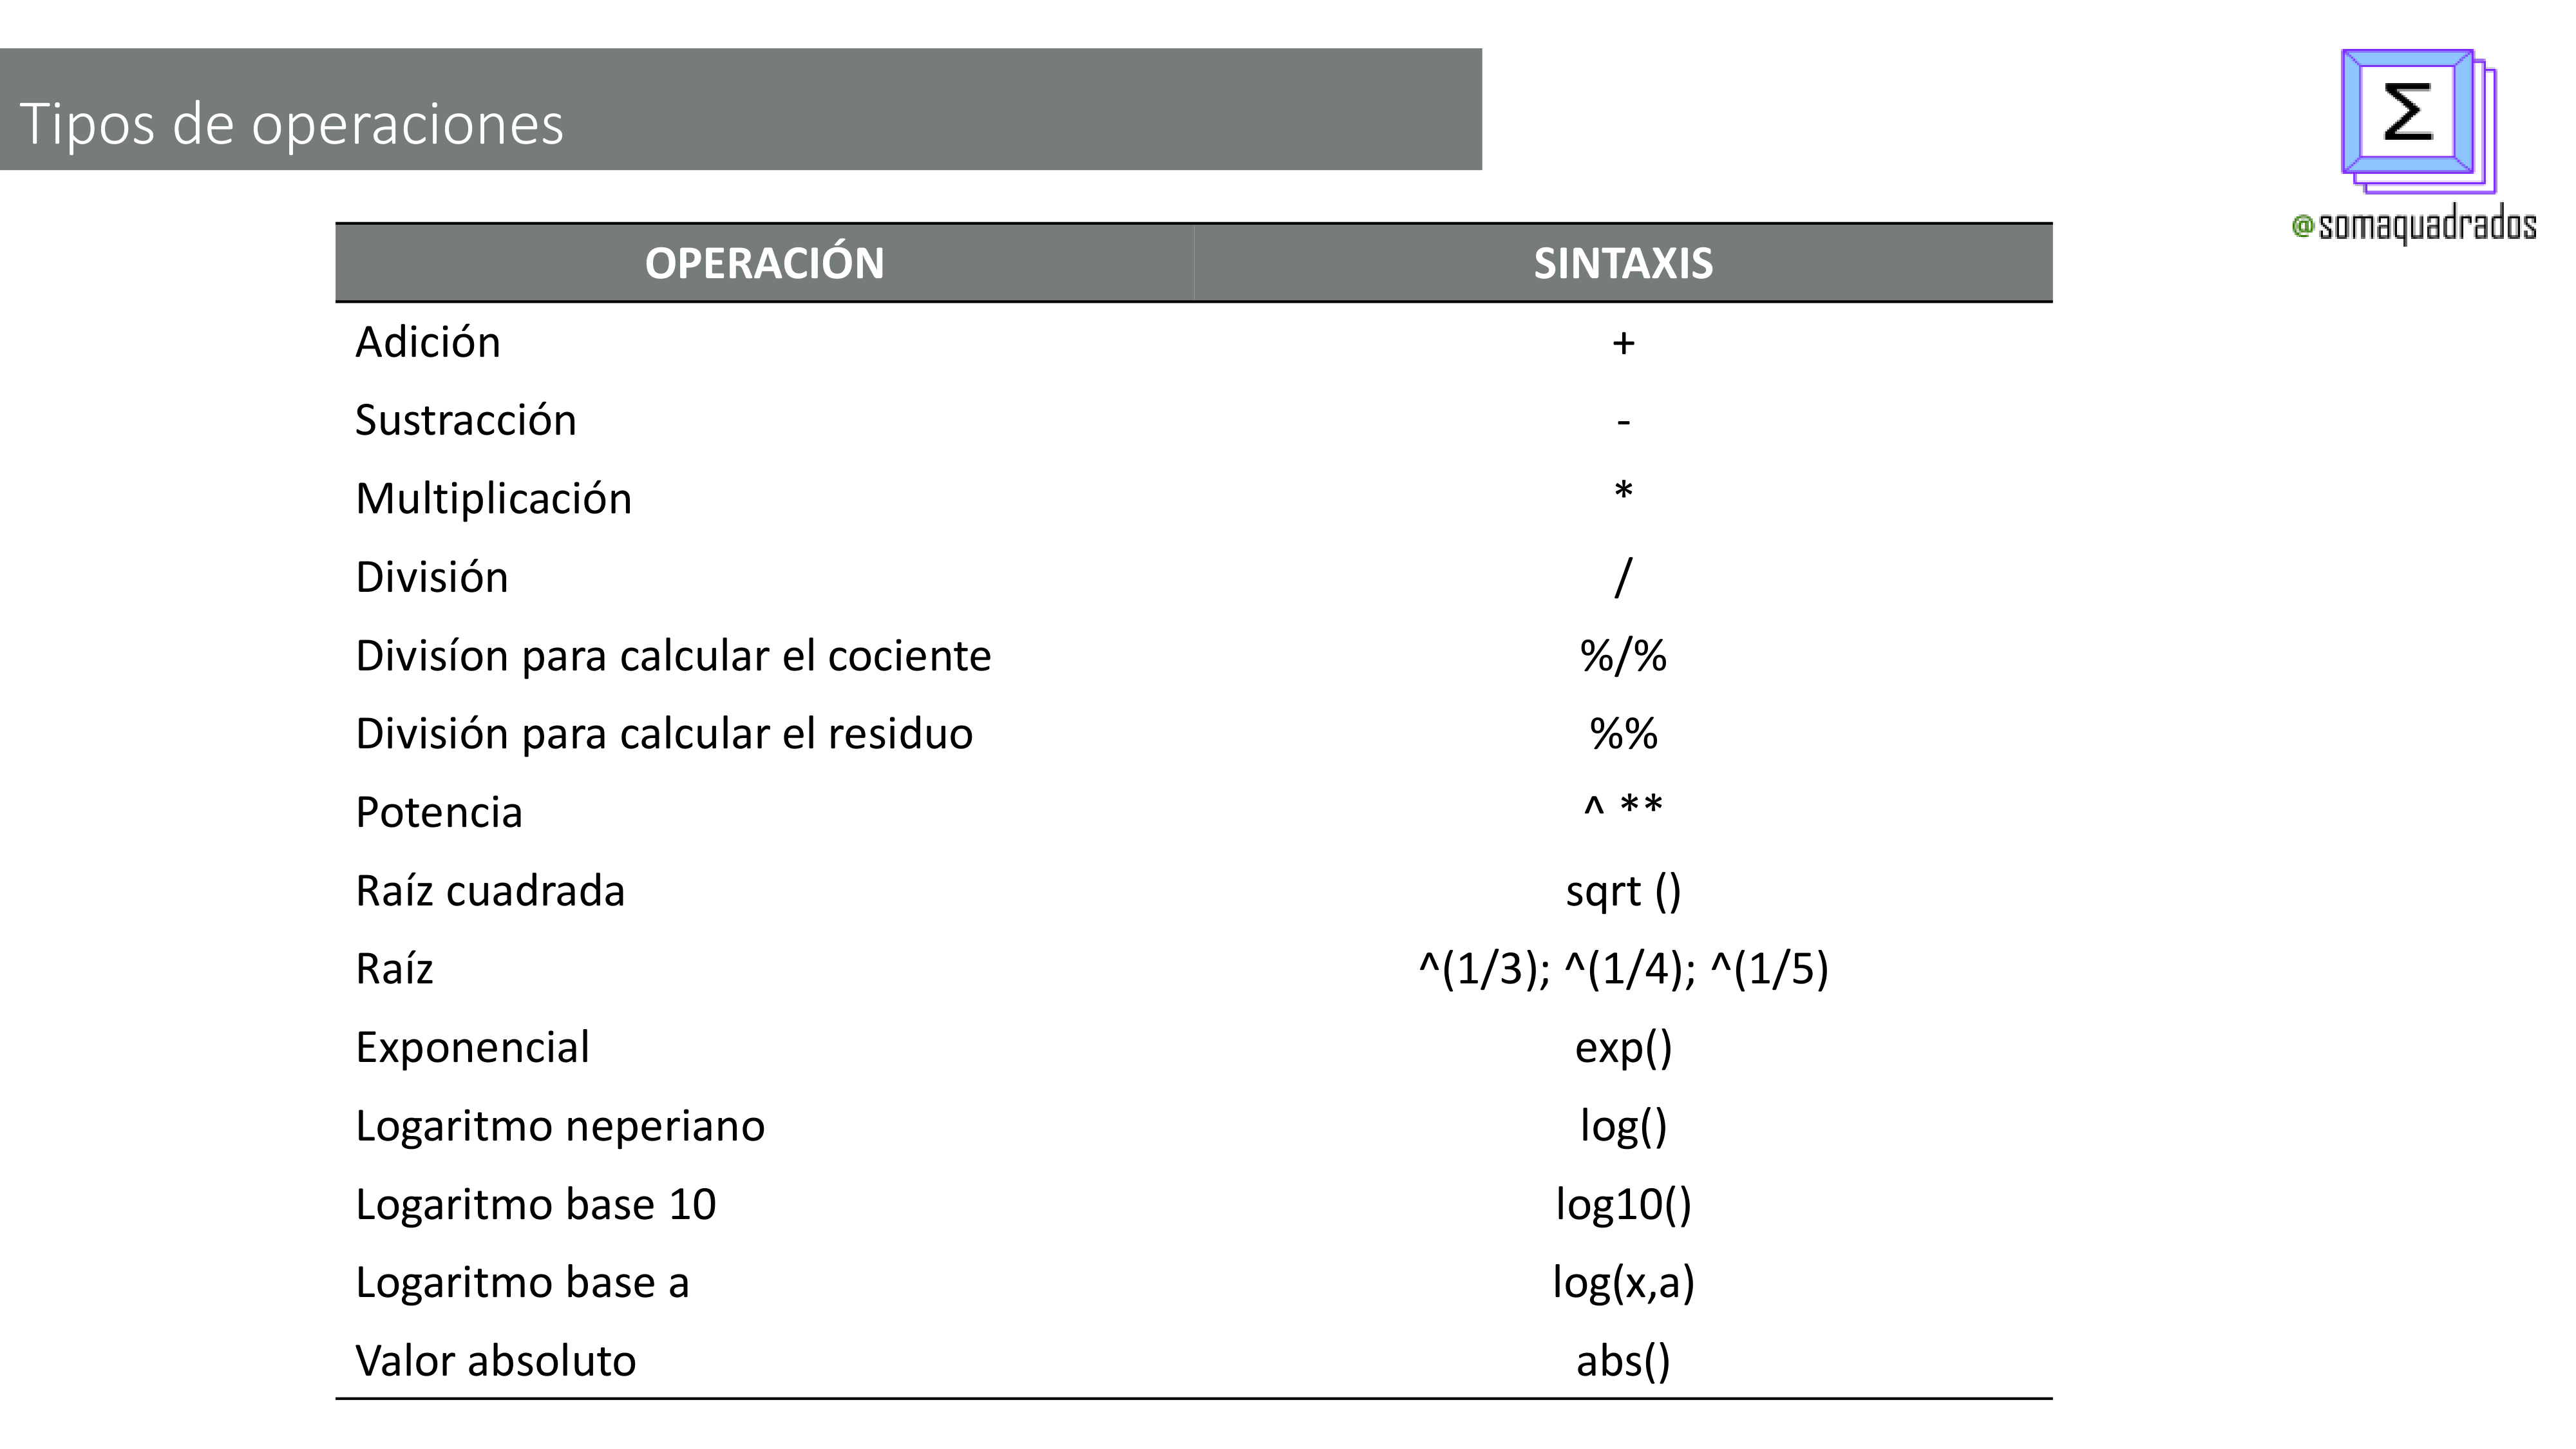 Tipos de operaciones
Σ
@somaquadrados
OPERACIÓN SINTAXIS
Adición +
Sustracción -
Multiplicación *
División /
Divisíon para calcular el cociente %/%
División para calcular el residuo %%
Potencia ^ **
Raíz cuadrada sqrt ()
Raíz ^(1/3); ^(1/4); ^(1/5)
Exponencial exp()
Logaritmo neperiano log()
Logaritmo base 10 log10()
Logaritmo base a log(x,a)
Valor absoluto abs()